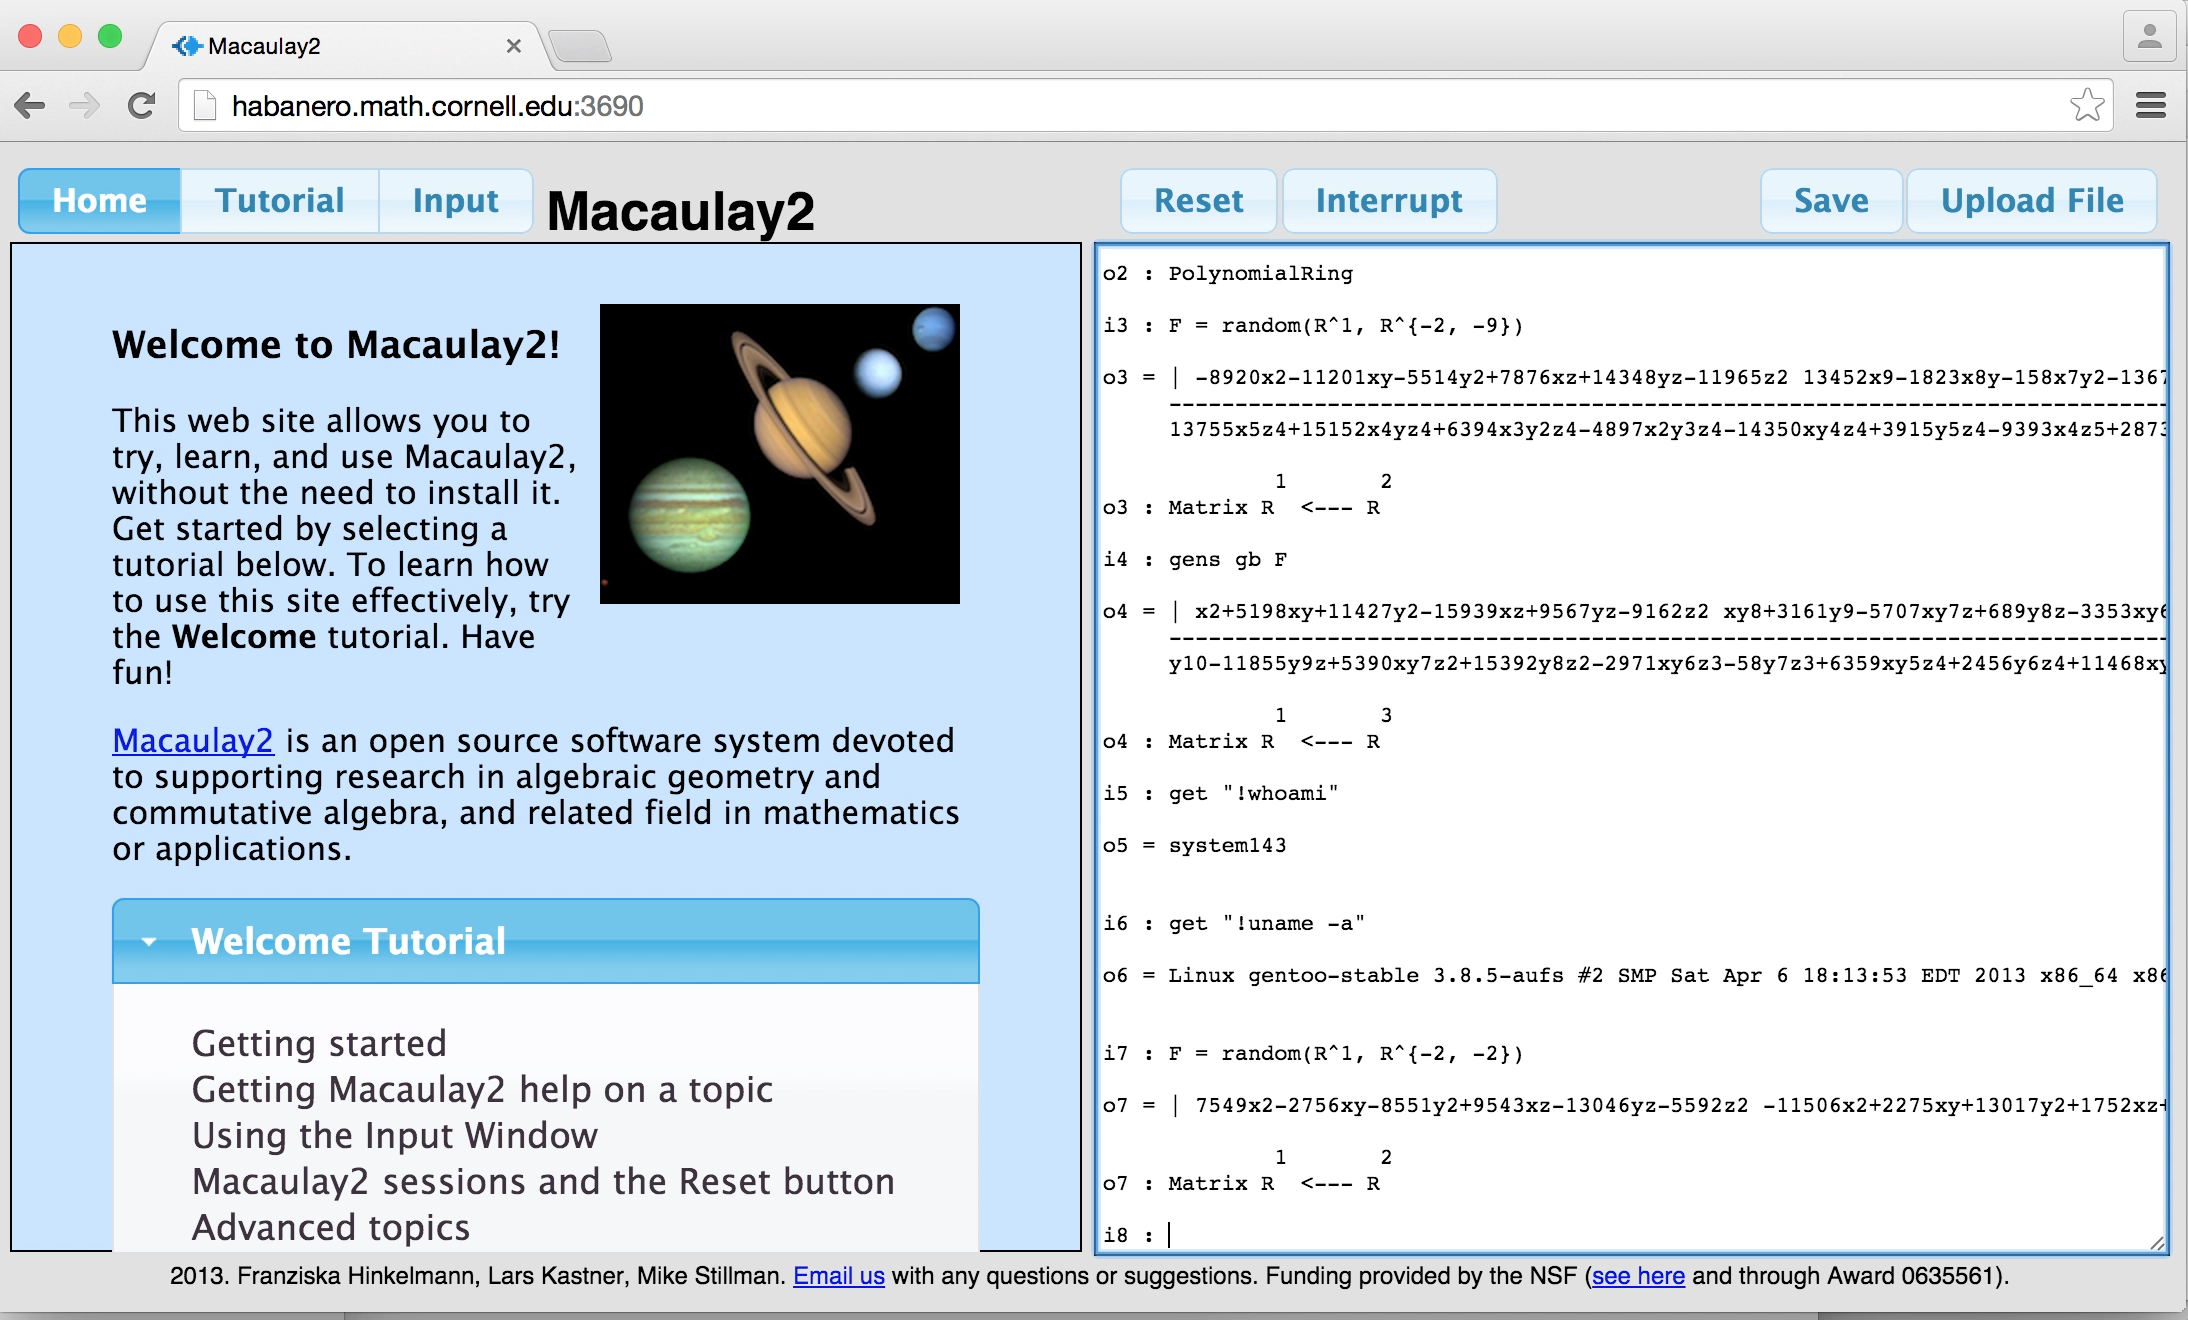 Macaulay2
habanero.math.cornell.edu:3690
Home Tutorial Input Macaulay2 Reset Interrupt Save Upload File
Welcome to Macaulay2!
This web site allows you to
try, learn, and use Macaulay2,
without the need to install it.
Get started by selecting a
tutorial below. To learn how
to use this site effectively, try
the Welcome tutorial. Have
fun!
Macaulay2 is an open source software system devoted
to supporting research in algebraic geometry and
commutative algebra, and related field in mathematics
or applications.
Welcome Tutorial
Getting started
Getting Macaulay2 help on a topic
Using the Input Window
Macaulay2 sessions and the Reset button
Advanced topics
o2 : PolynomialRing
i3 : F = random(R^1, R^{-2, -9})
o3 = | -8920x2-11201xy-5514y2+7876xz+14348yz-11965z2 13452x9-1823x8y-158x7y2-1367
--------------------------------------------------------------------------------
13755x5z4+15152x4yz4+6394x3y2z4-4897x2y3z4-14350xy4z4+3915y5z4-9393x4z5+2873
1 2
o3 : Matrix R <--- R
i4 : gens gb F
o4 = | x2+5198xy+11427y2-15939xz+9567yz-9162z2 xy8+3161y9-5707xy7z+689y8z-3353xy6
--------------------------------------------------------------------------------
y10-11855y9z+5390xy7z2+15392y8z2-2971xy6z3-58y7z3+6359xy5z4+2456y6z4+11468xy
1 3
o4 : Matrix R <--- R
i5 : get "!whoami"
o5 = system143
i6 : get "!uname -a"
o6 = Linux gentoo-stable 3.8.5-aufs #2 SMP Sat Apr 6 18:13:53 EDT 2013 x86_64 x86
i7 : F = random(R^1, R^{-2, -2})
o7 = | 7549x2-2756xy-8551y2+9543xz-13046yz-5592z2 -11506x2+2275xy+13017y2+1752xz+
1 2
o7 : Matrix R <--- R
i8 :
2013. Franziska Hinkelmann, Lars Kastner, Mike Stillman. Email us with any questions or suggestions. Funding provided by the NSF (see here and through Award 0635561).